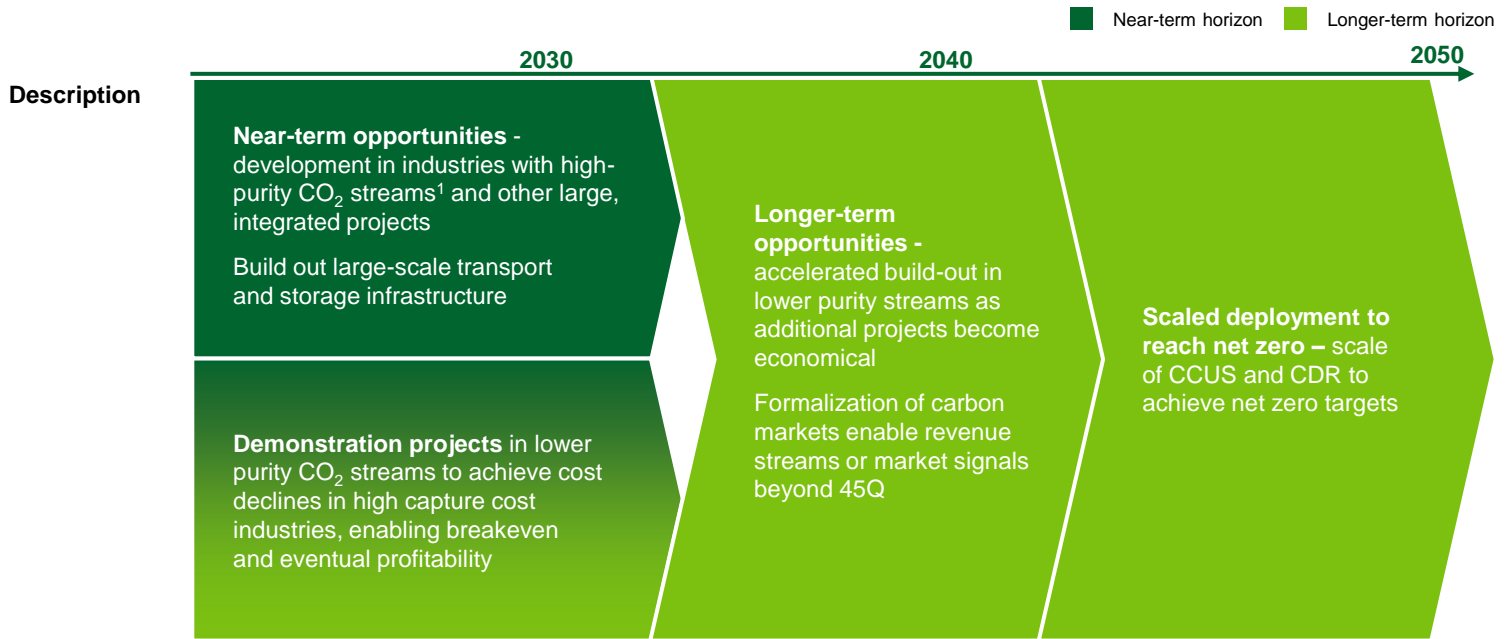 Near-term horizon
Longer-term horizon
2030
2040
2050
Description
Near-term opportunities -
development in industries with high-
purity CO₂ streams¹ and other large,
integrated projects
Build out large-scale transport
and storage infrastructure
Demonstration projects in lower
purity CO₂ streams to achieve cost
declines in high capture cost
industries, enabling breakeven
and eventual profitability
Longer-term
opportunities -
accelerated build-out in
lower purity streams as
additional projects become
economical
Formalization of carbon
markets enable revenue
streams or market signals
beyond 45Q
Scaled deployment to
reach net zero – scale
of CCUS and CDR to
achieve net zero targets